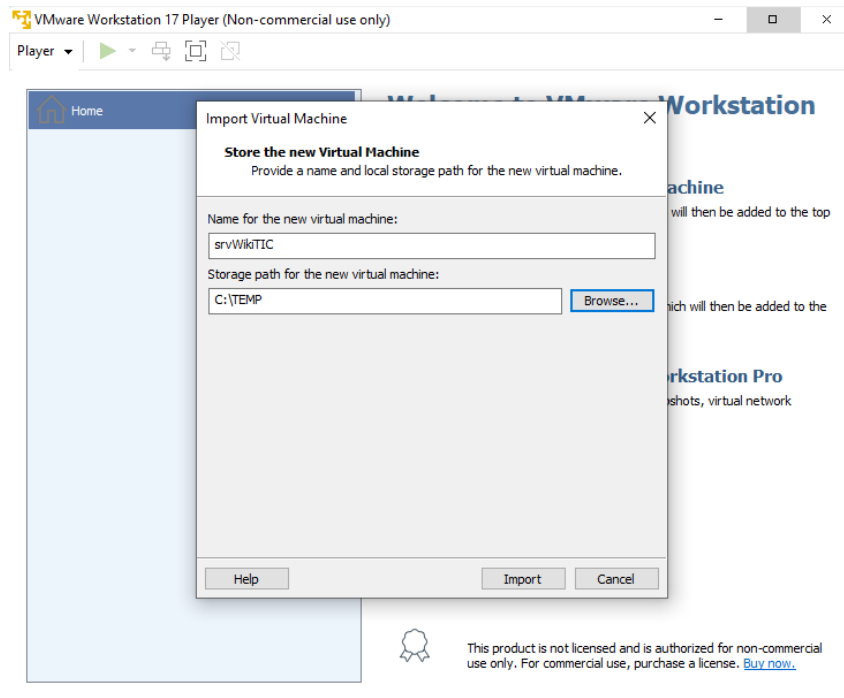 VMware Workstation 17 Player (Non-commercial use only)
Player
Home
Workstation
Import Virtual Machine
Store the new Virtual Machine
Provide a name and local storage path for the new virtual machine.
will then be added to the top
Name for the new virtual machine:
srvWikiTIC
Storage path for the new virtual machine:
C:\TEMP
Browse...
will then be added to the
Pro
virtual network
Help
Import
Cancel
This product is not licensed and is authorized for non-commercial
use only. For commercial use, purchase a license. Buy now.